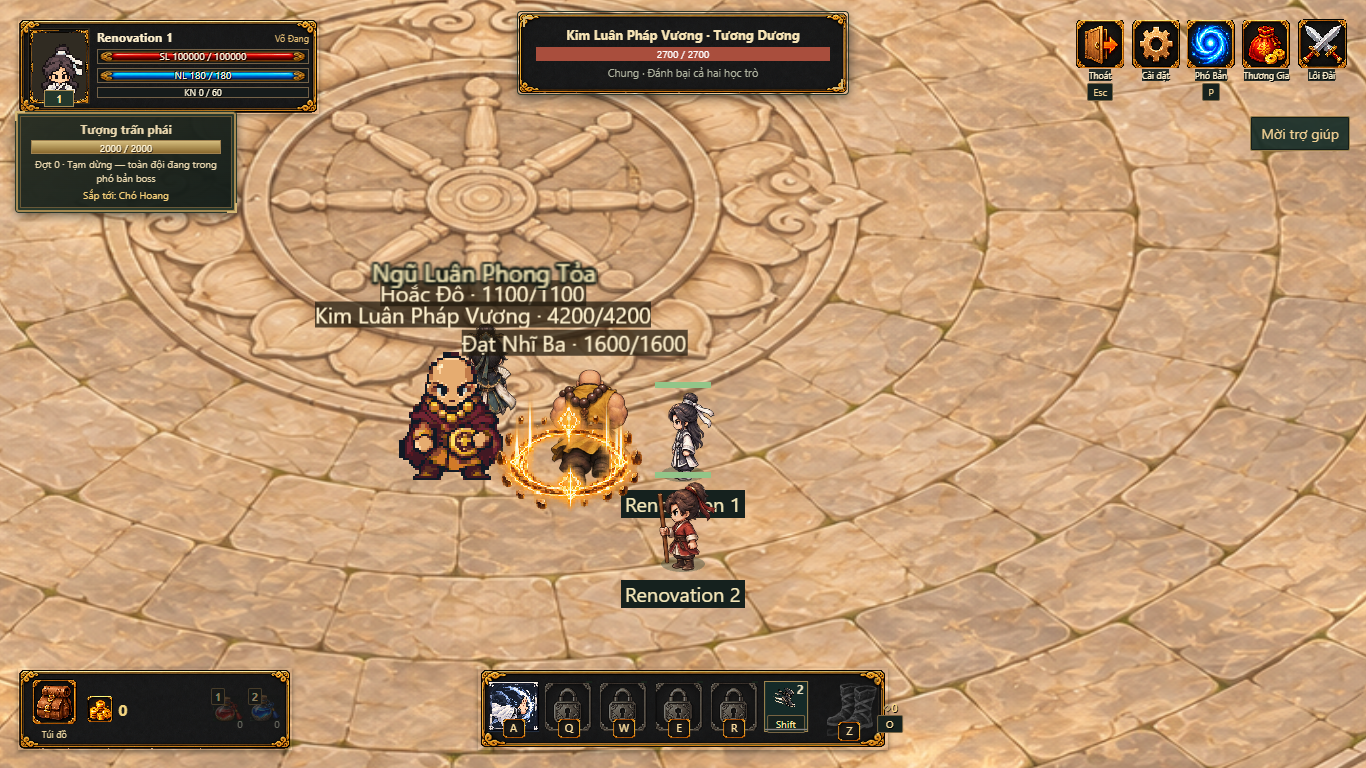 Renovation 1
Võ Đang
SL 100000 / 100000
NL 180 / 180
KN 0 / 60
1
Tượng trấn phái
2000 / 2000
Đợt 0 · Tạm dừng — toàn đội đang trong
phó bản boss
Sắp tới: Chó Hoang
Kim Luân Pháp Vương · Tương Dương
2700 / 2700
Chung · Đánh bại cả hai học trò
Thoát
Cài đặt
Phó Bản
Thương Gia
Lôi Đài
Esc
P
Mời trợ giúp
Ngũ Luân Phong Tỏa
Hoắc Đô · 1100/1100
Kim Luân Pháp Vương · 4200/4200
Đạt Nhĩ Ba · 1600/1600
Renovation 1
Renovation 2
Túi đồ
0
1
0
2
0
A
Q
W
E
R
2
Shift
Z
O